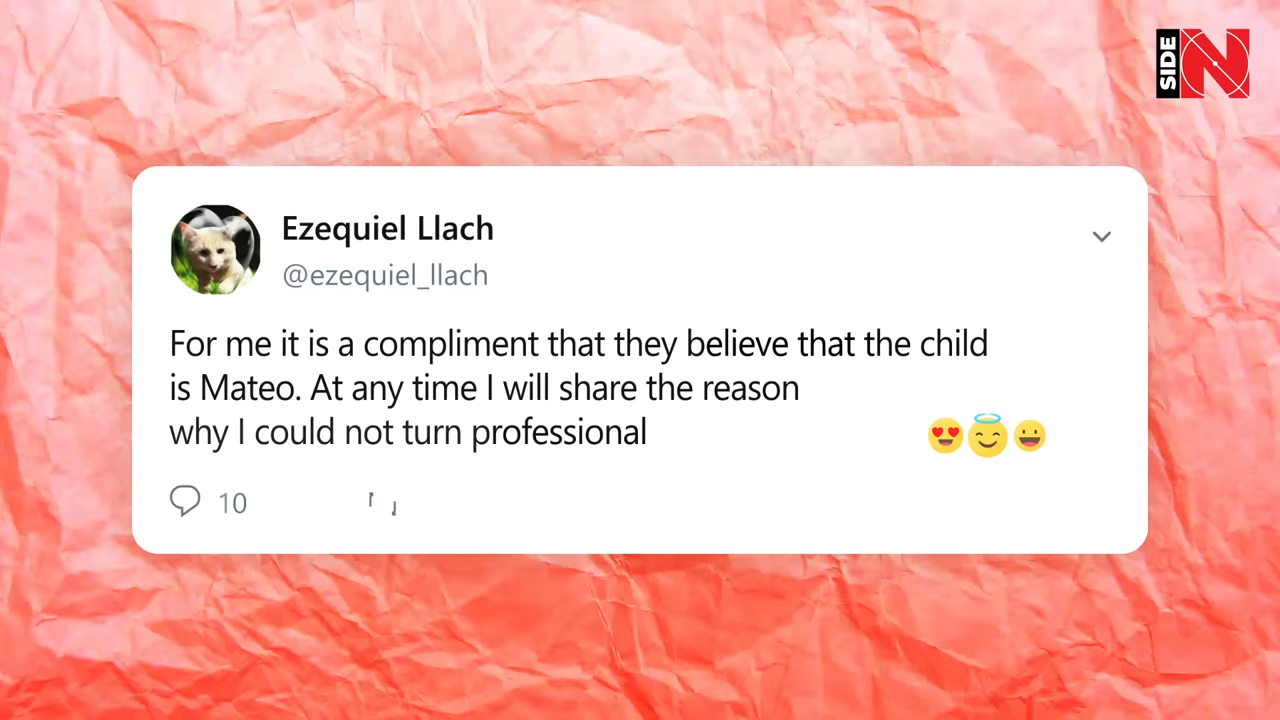 SIDE N
Ezequiel Llach
@ezequiel_llach
For me it is a compliment that they believe that the child
is Mateo. At any time I will share the reason
why I could not turn professional 😍😇😀
10